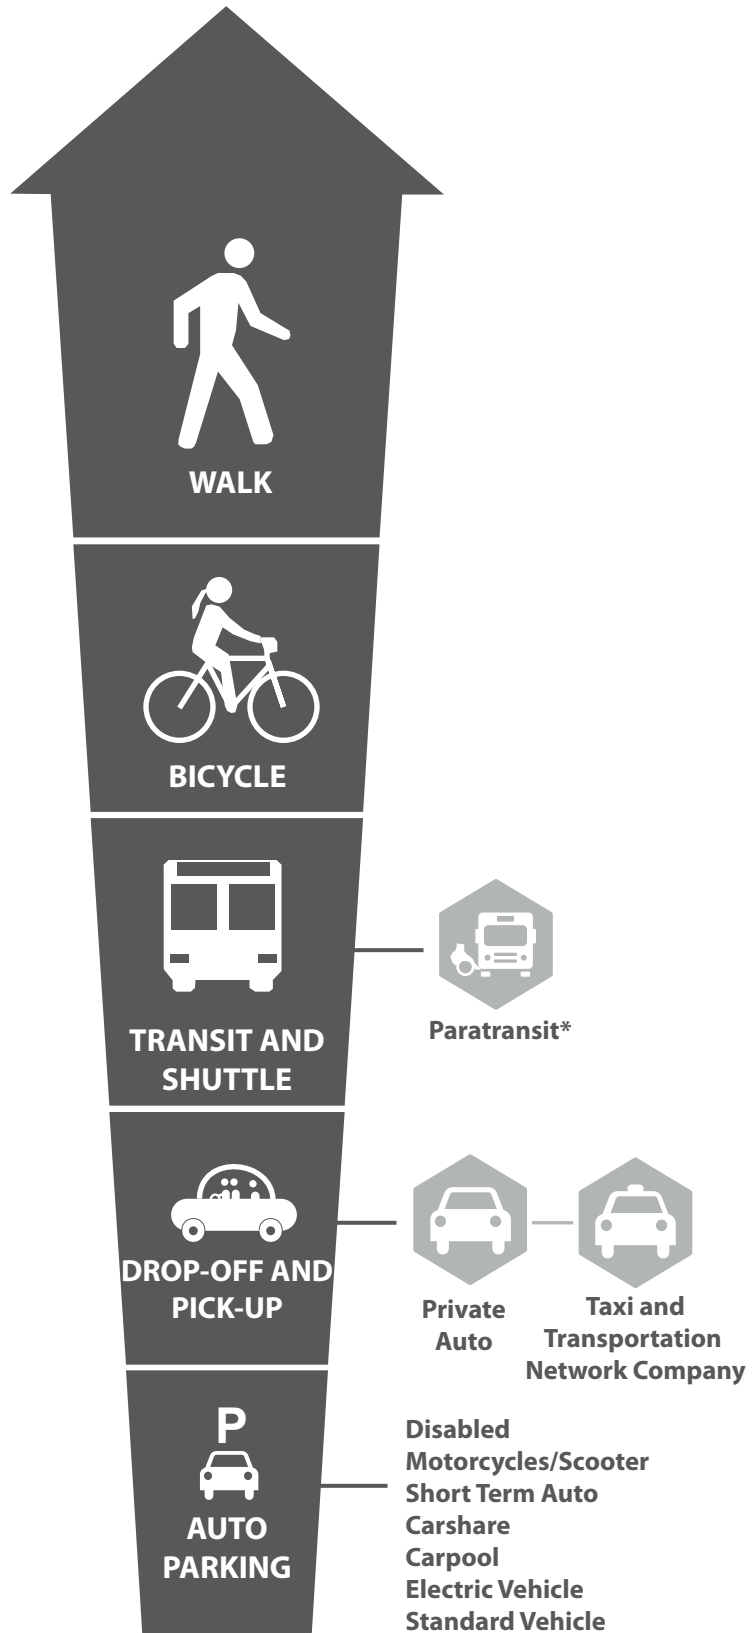 WALK
BICYCLE
TRANSIT AND
SHUTTLE
Paratransit*
DROP-OFF AND
PICK-UP
Private
Auto
Taxi and
Transportation
Network Company
P
AUTO
PARKING
Disabled
Motorcycles/Scooter
Short Term Auto
Carshare
Carpool
Electric Vehicle
Standard Vehicle